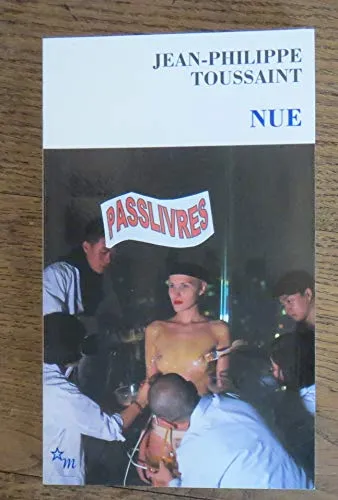 JEAN-PHILIPPE
TOUSSAINT
NUE
PASSLIVRES
m